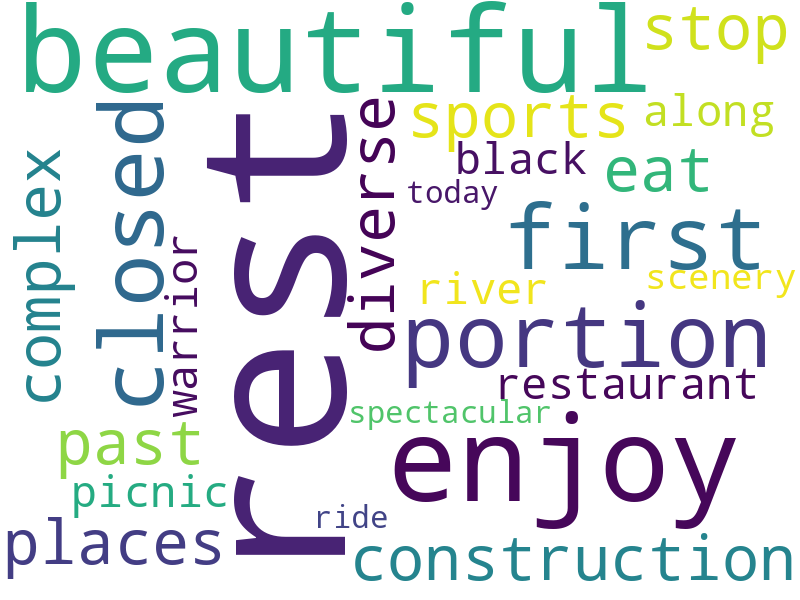 beautiful
stop
closed
rest
diverse
sports
along
black
eat
today
complex
warrior
first
river
scenery
portion
restaurant
spectacular
past
enjoy
picnic
ride
places
construction